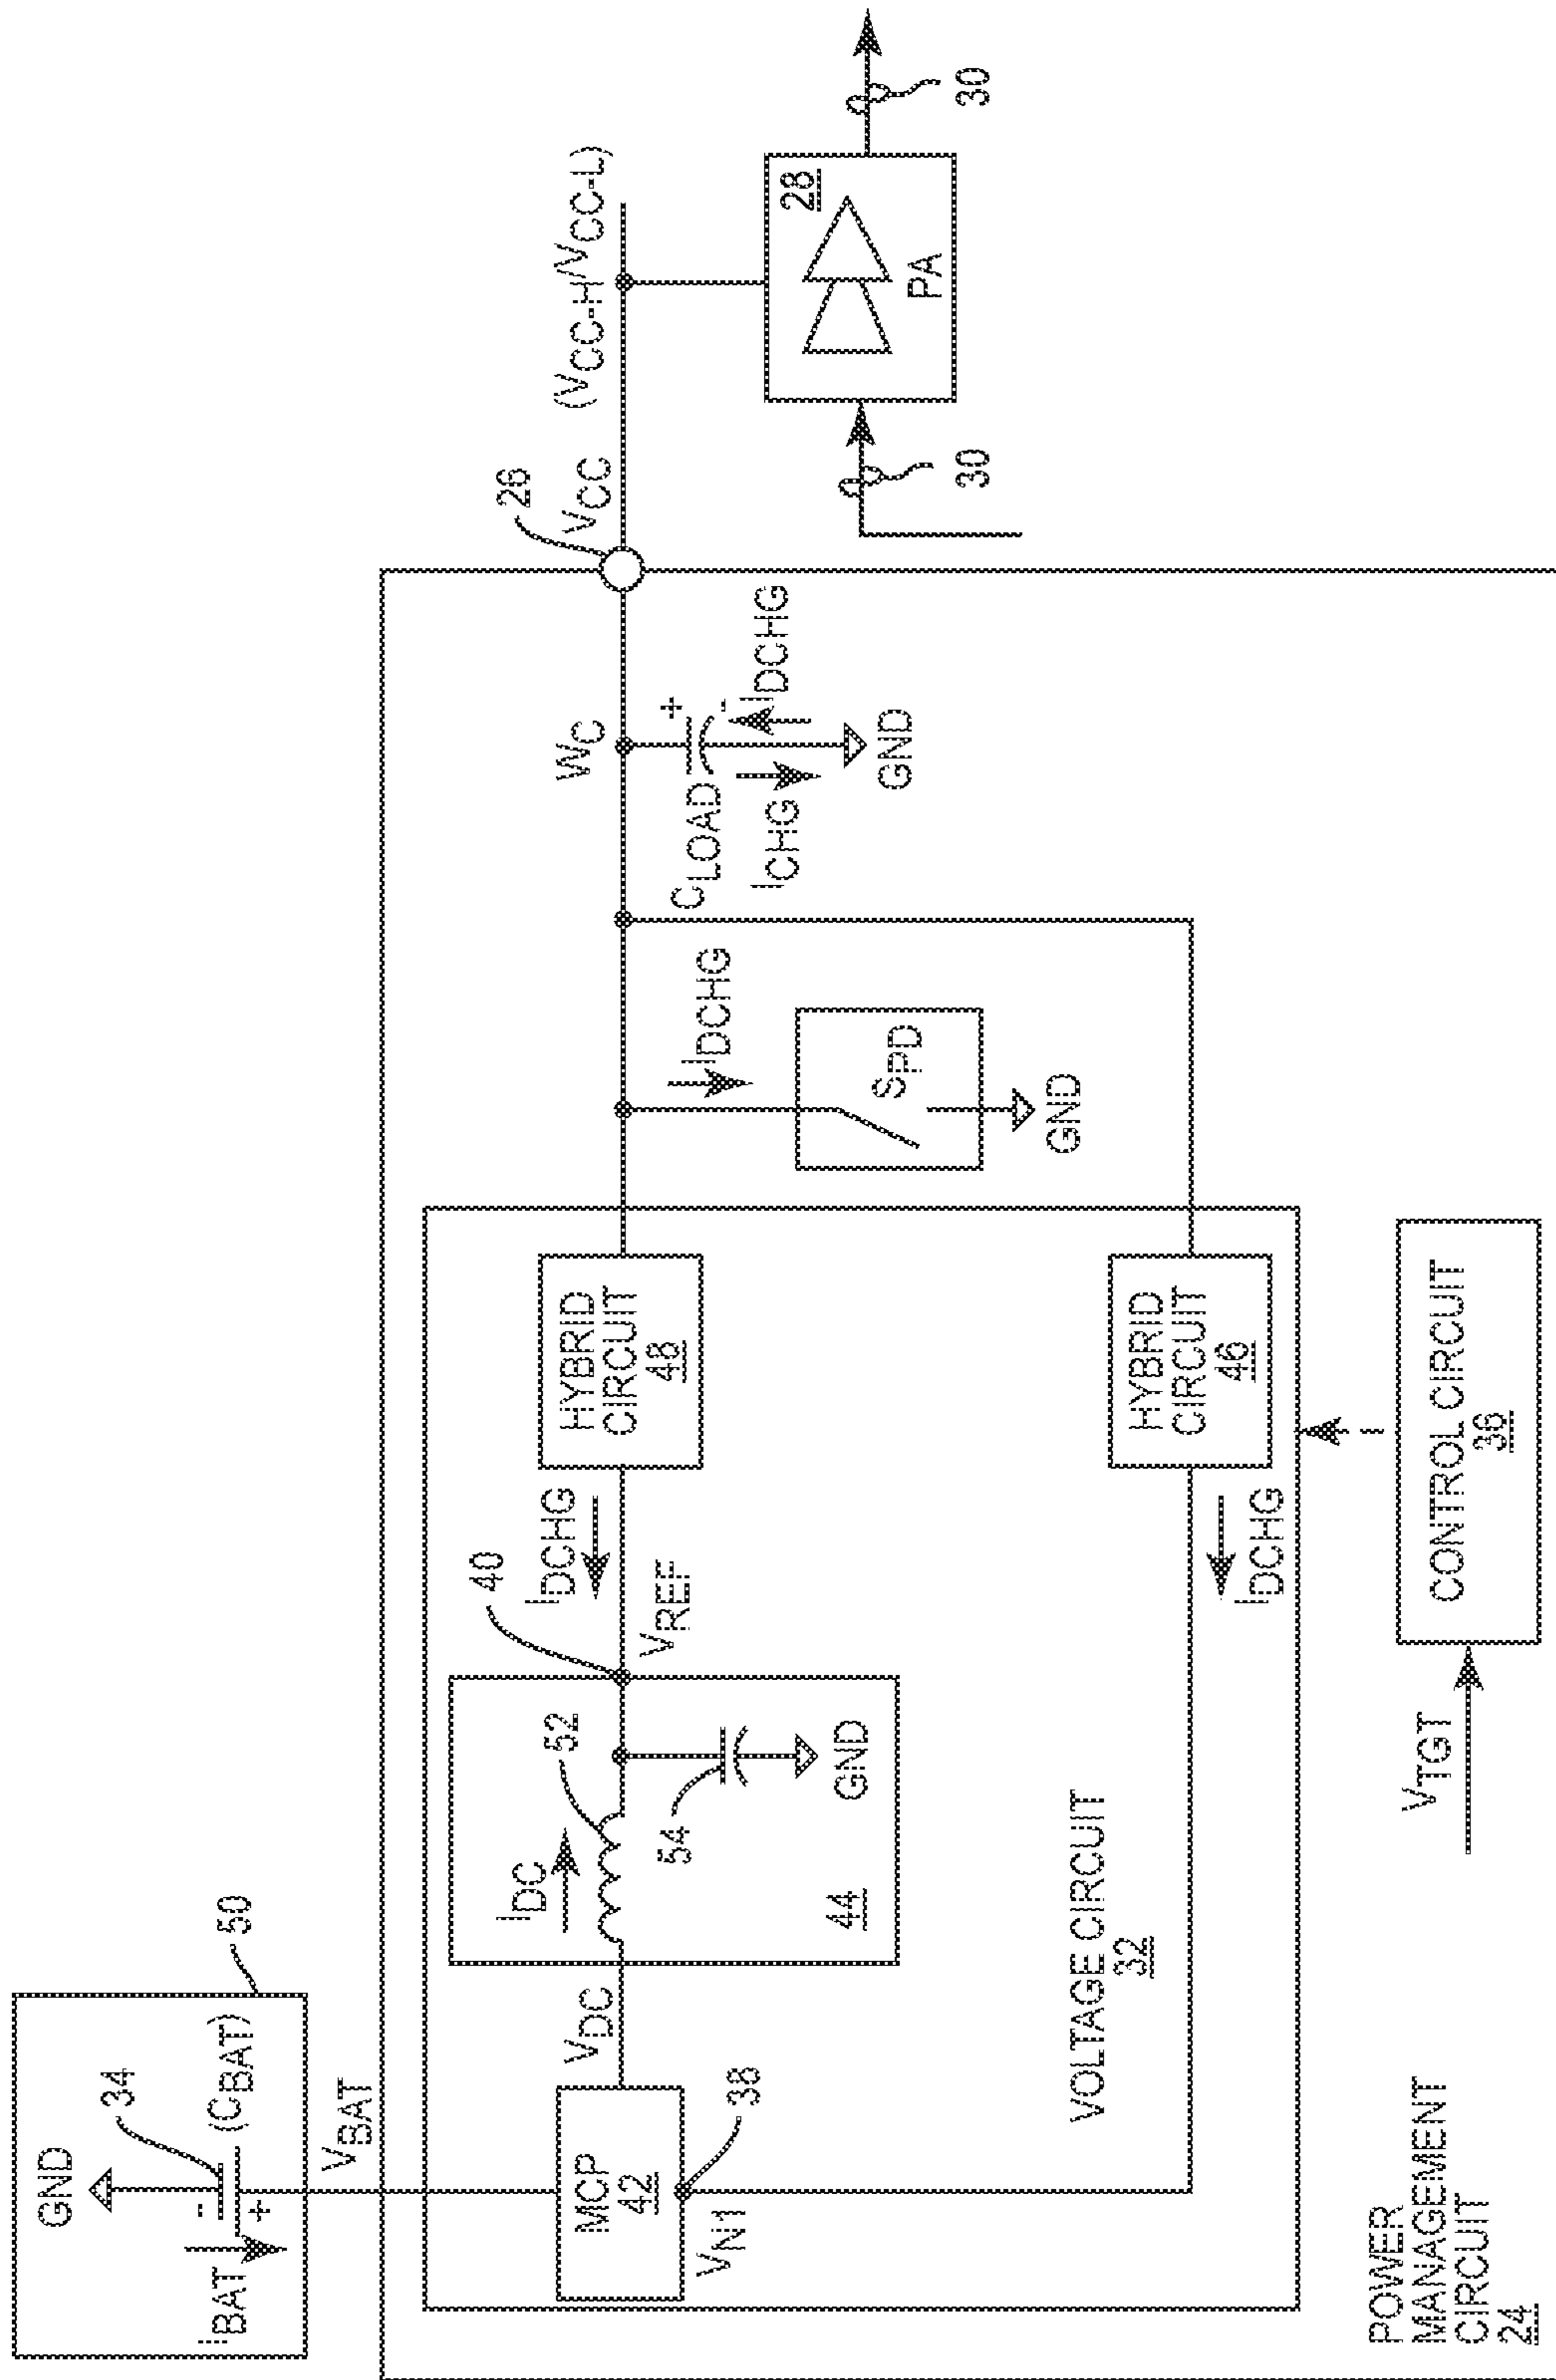 GND
34
50
-
+
(CBAT)
IBAT
VBAT
MCP
42
VN1
38
VDC
IDC
52
54
GND
44
40
VREF
IDCHG
HYBRID
CIRCUIT
48
VOLTAGE CIRCUIT
32
HYBRID
CIRCUIT
46
IDCHG
IDCHG
SPD
GND
WC
CLOAD
+
-
ICHG
IDCHG
GND
26
VCC
(VCC-H/VCC-L)
28
PA
30
30
VTGT
CONTROL CIRCUIT
36
POWER
MANAGEMENT
CIRCUIT
24